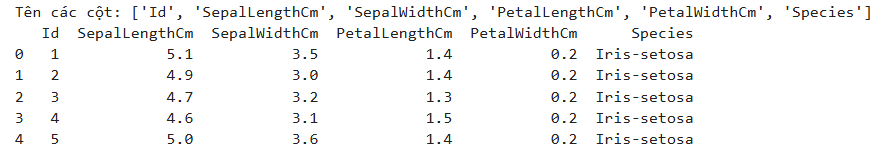 Tên các cột: ['Id', 'SepalLengthCm', 'SepalWidthCm', 'PetalLengthCm', 'PetalWidthCm', 'Species']
Id SepalLengthCm SepalWidthCm PetalLengthCm PetalWidthCm Species
0 1 5.1 3.5 1.4 0.2 Iris-setosa
1 2 4.9 3.0 1.4 0.2 Iris-setosa
2 3 4.7 3.2 1.3 0.2 Iris-setosa
3 4 4.6 3.1 1.5 0.2 Iris-setosa
4 5 5.0 3.6 1.4 0.2 Iris-setosa